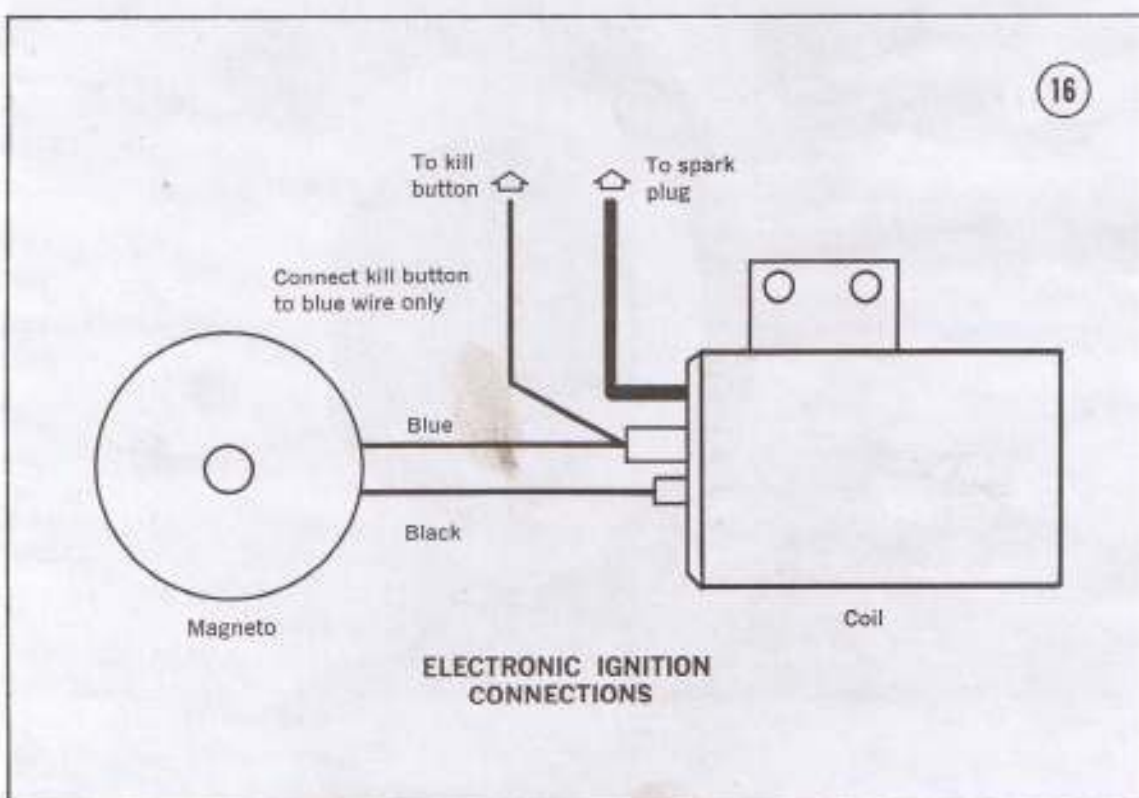 16
To kill
button
To spark
plug
Connect kill button
to blue wire only
Blue
Black
Magneto
Coil
ELECTRONIC IGNITION
CONNECTIONS